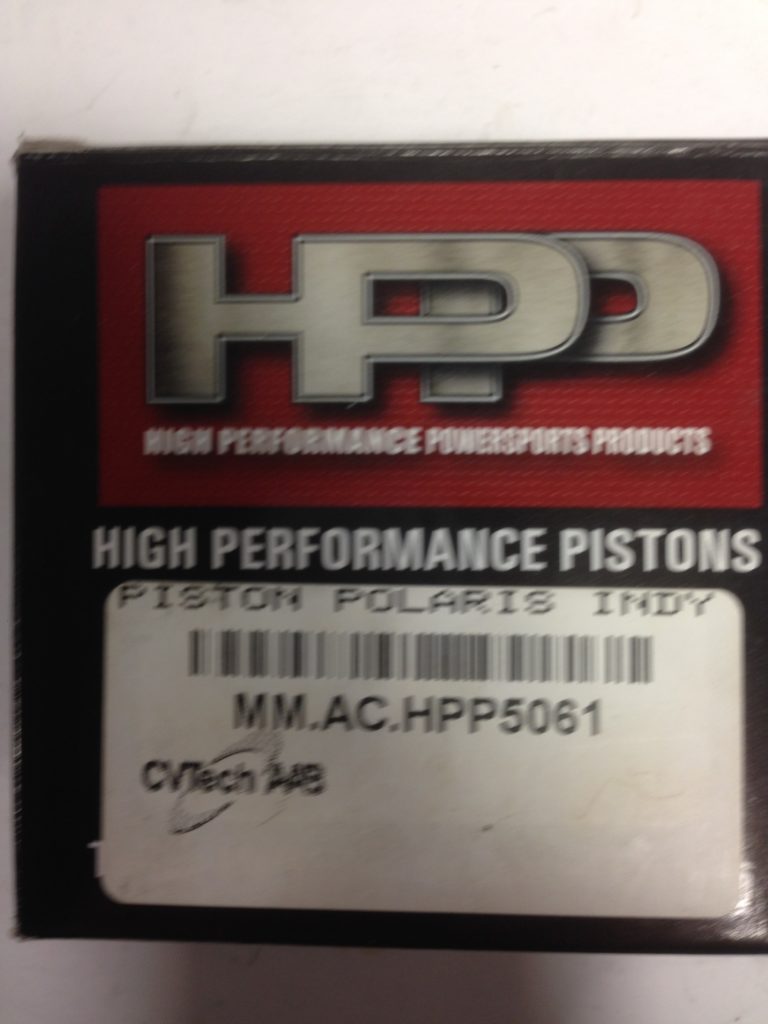 HPP
HIGH PERFORMANCE POWERSPORTS PRODUCTS
HIGH PERFORMANCE PISTONS
PISTON POLARIS INDY
MM.AC.HPP5061
CVTech AAB